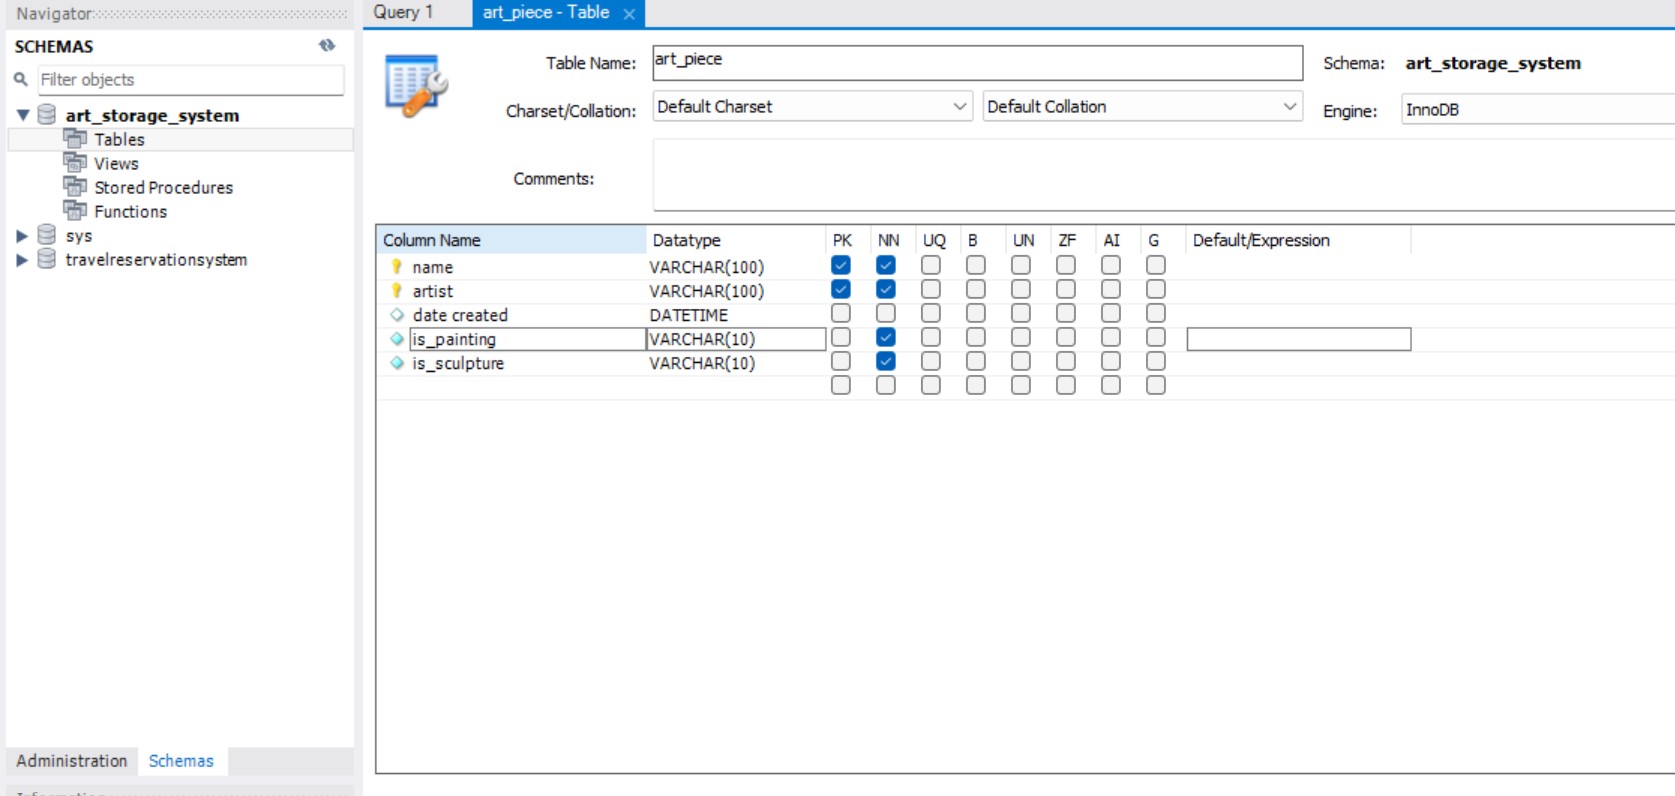 Navigator
SCHEMAS
Filter objects
art_storage_system
Tables
Views
Stored Procedures
Functions
sys
travelreservationsystem
Administration Schemas
Query 1 art_piece - Table
Table Name: art_piece Schema: art_storage_system
Charset/Collation: Default Charset Default Collation Engine: InnoDB
Comments:
Column Name Datatype PK NN UQ B UN ZF AI G Default/Expression
name VARCHAR(100)
artist VARCHAR(100)
date created DATETIME
is_painting VARCHAR(10)
is_sculpture VARCHAR(10)